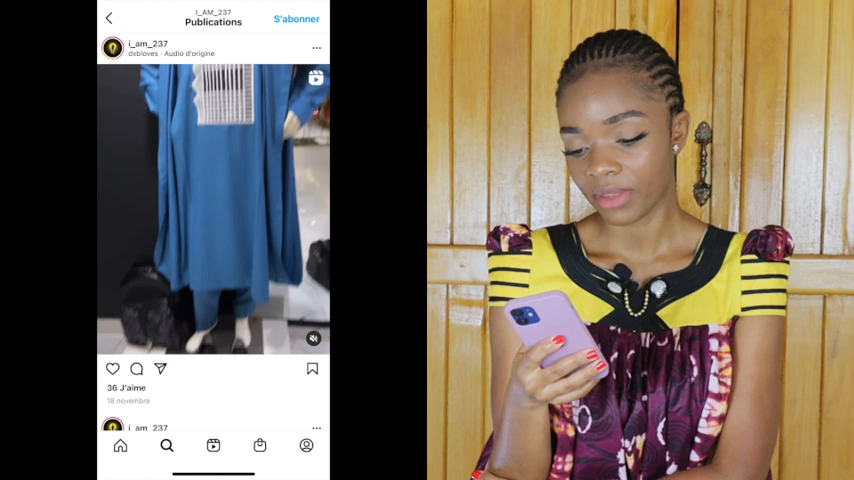 I_AM_237
Publications
S'abonner
i_am_237
dxbloves · Audio d'origine
36 J'aime
18 novembre
i_am_237